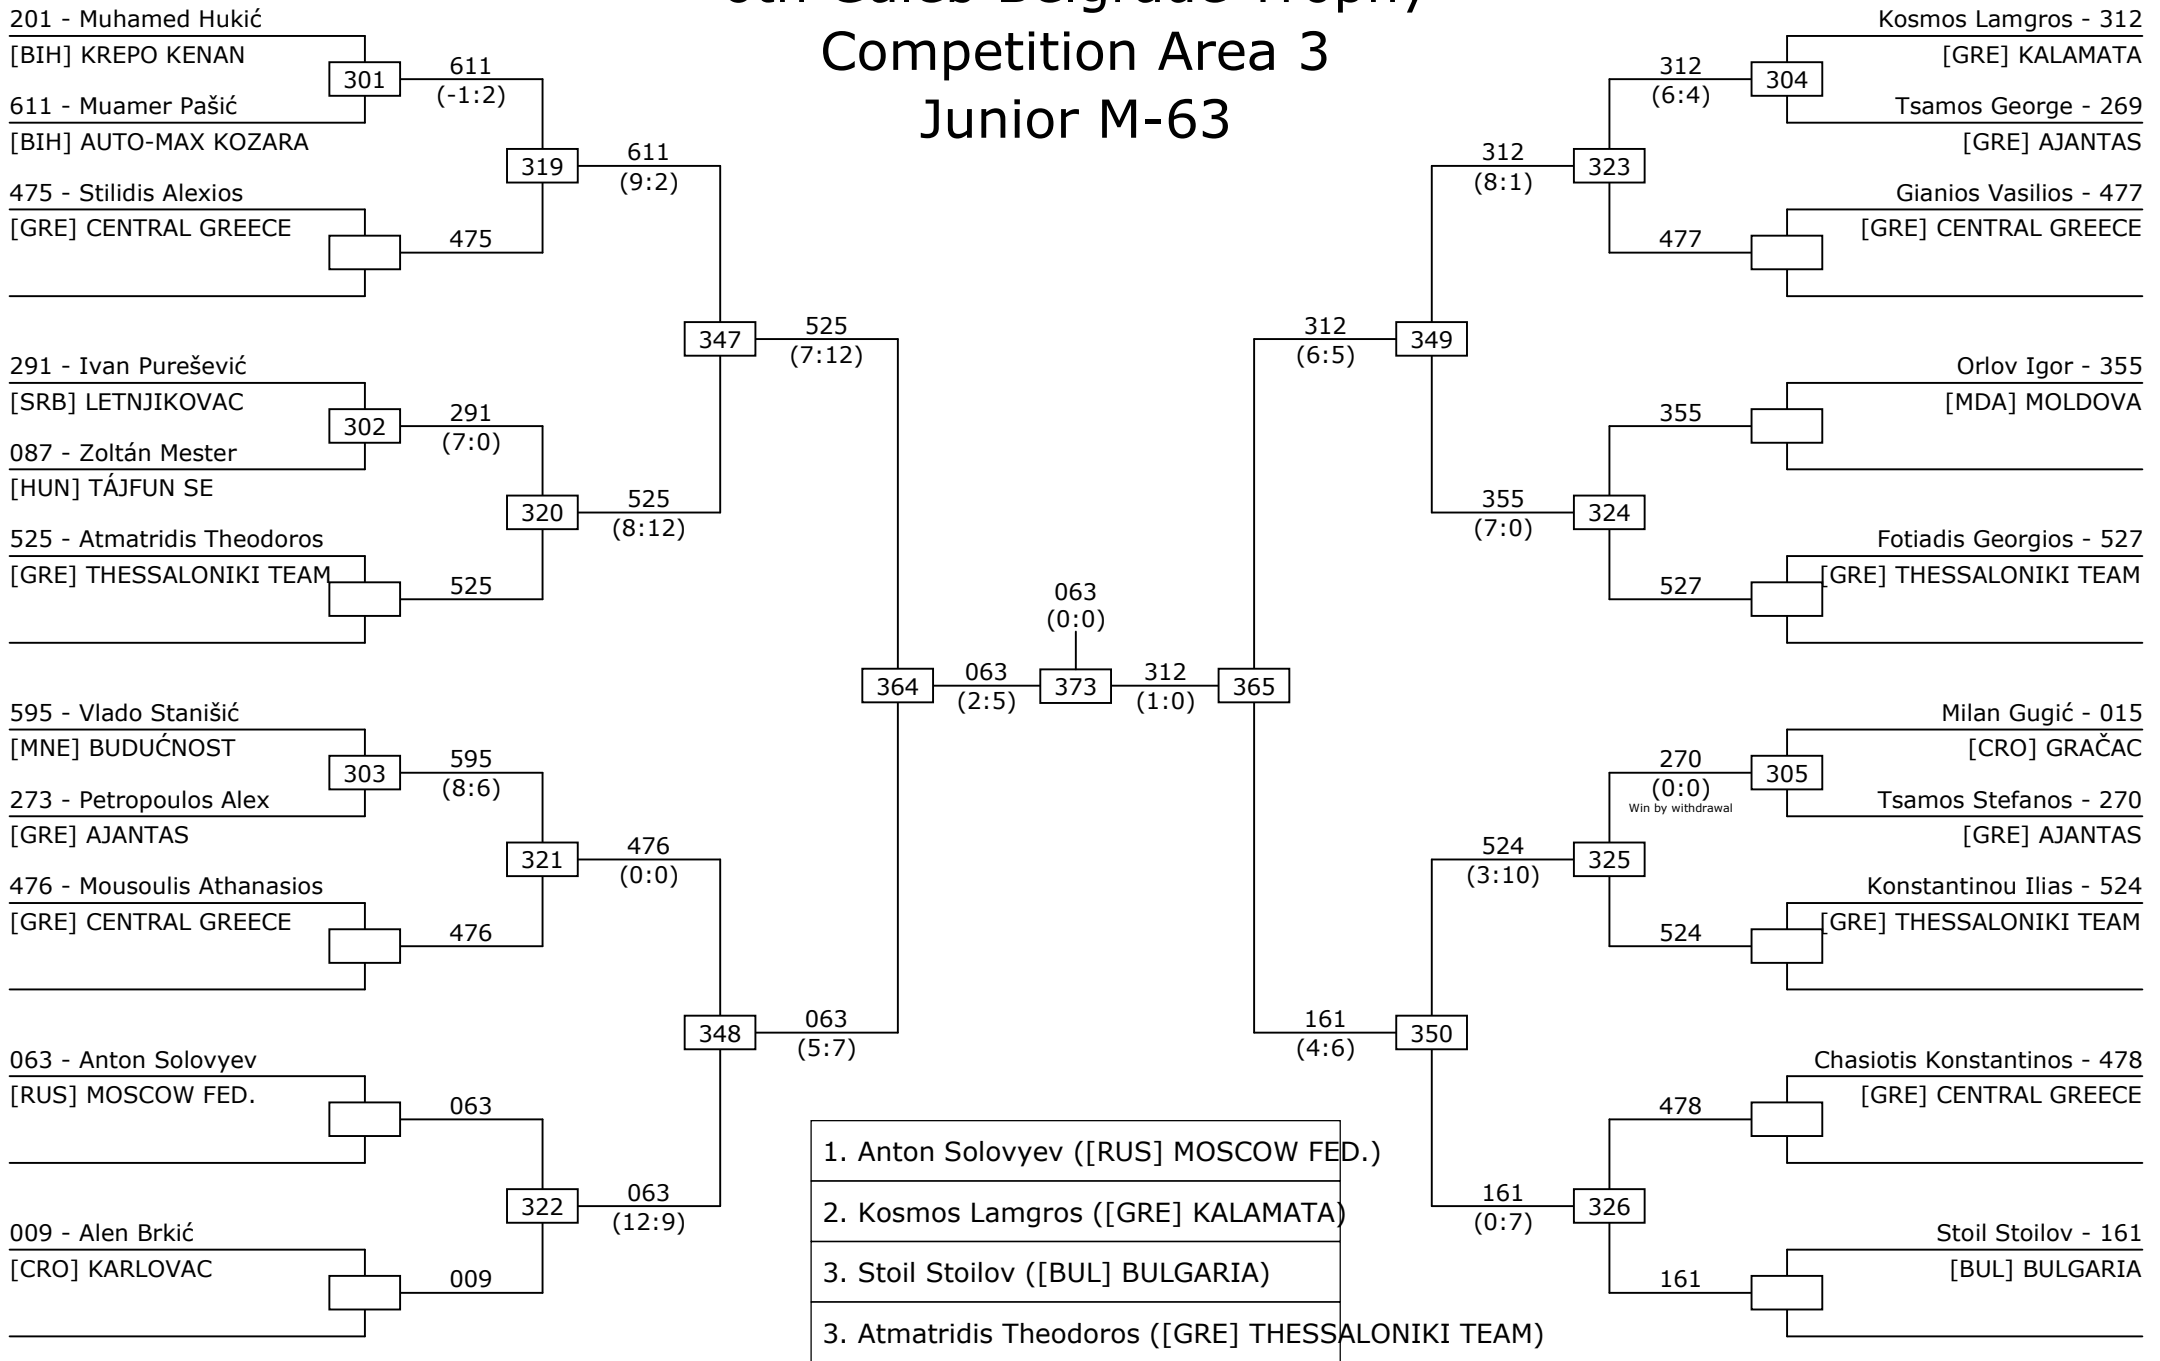 6th Galeb Belgrade Trophy
Competition Area 3
Junior M-63
201 - Muhamed Hukić
[BIH] KREPO KENAN
301
611
(-1:2)
611 - Muamer Pašić
[BIH] AUTO-MAX KOZARA
319
611
(9:2)
475 - Stilidis Alexios
[GRE] CENTRAL GREECE
475
347
525
(7:12)
291 - Ivan Purešević
[SRB] LETNJIKOVAC
302
291
(7:0)
087 - Zoltán Mester
[HUN] TÁJFUN SE
320
525
(8:12)
525 - Atmatridis Theodoros
[GRE] THESSALONIKI TEAM
525
364
063
(2:5)
595 - Vlado Stanišić
[MNE] BUDUĆNOST
303
595
(8:6)
273 - Petropoulos Alex
[GRE] AJANTAS
321
476
(0:0)
476 - Mousoulis Athanasios
[GRE] CENTRAL GREECE
476
348
063
(5:7)
063 - Anton Solovyev
[RUS] MOSCOW FED.
063
322
063
(12:9)
009 - Alen Brkić
[CRO] KARLOVAC
009
063
(0:0)
373
Kosmos Lamgros - 312
[GRE] KALAMATA
312
(6:4)
304
Tsamos George - 269
[GRE] AJANTAS
312
(8:1)
323
Gianios Vasilios - 477
[GRE] CENTRAL GREECE
477
312
(6:5)
349
Orlov Igor - 355
[MDA] MOLDOVA
355
355
(7:0)
324
Fotiadis Georgios - 527
[GRE] THESSALONIKI TEAM
527
312
(1:0)
365
Milan Gugić - 015
[CRO] GRAČAC
270
(0:0)
Win by withdrawal
305
Tsamos Stefanos - 270
[GRE] AJANTAS
524
(3:10)
325
Konstantinou Ilias - 524
[GRE] THESSALONIKI TEAM
524
161
(4:6)
350
Chasiotis Konstantinos - 478
[GRE] CENTRAL GREECE
478
161
(0:7)
326
Stoil Stoilov - 161
[BUL] BULGARIA
161
1. Anton Solovyev ([RUS] MOSCOW FED.)
2. Kosmos Lamgros ([GRE] KALAMATA)
3. Stoil Stoilov ([BUL] BULGARIA)
3. Atmatridis Theodoros ([GRE] THESSALONIKI TEAM)